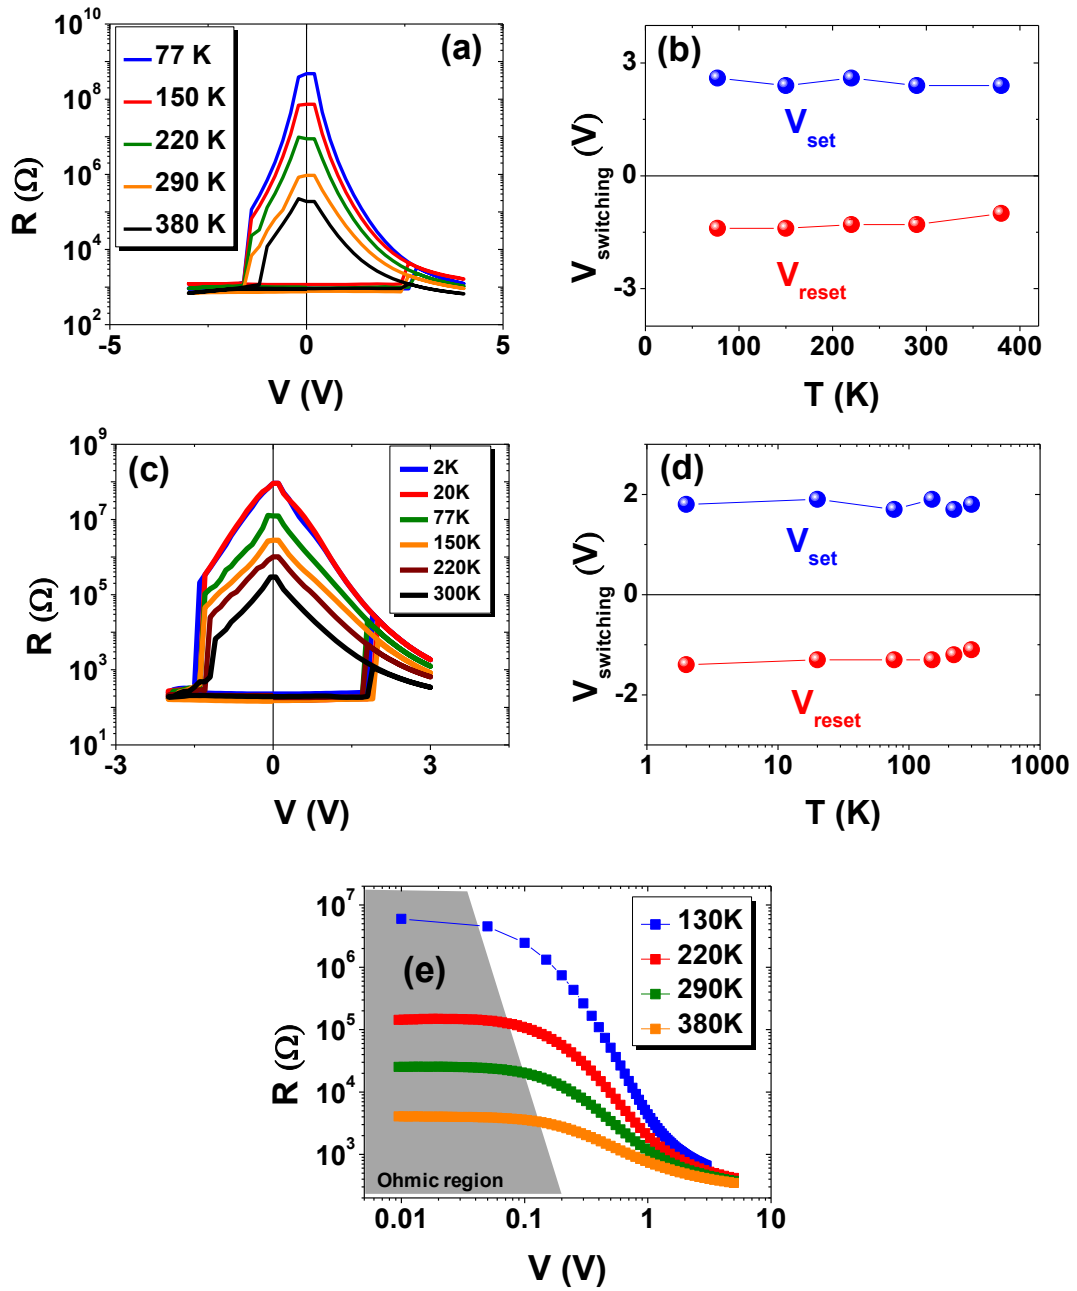 (a)
10^10
10^8
10^6
10^4
10^2
R (Ω)
77 K
150 K
220 K
290 K
380 K
-5
0
5
V (V)
(b)
3
0
-3
V_switching (V)
V_set
V_reset
0
100
200
300
400
T (K)
(c)
10^9
10^7
10^5
10^3
10^1
R (Ω)
2K
20K
77K
150K
220K
300K
-3
0
3
V (V)
(d)
2
0
-2
V_switching (V)
V_set
V_reset
1
10
100
1000
T (K)
(e)
10^7
10^6
10^5
10^4
10^3
R (Ω)
130K
220K
290K
380K
Ohmic region
0.01
0.1
1
10
V (V)